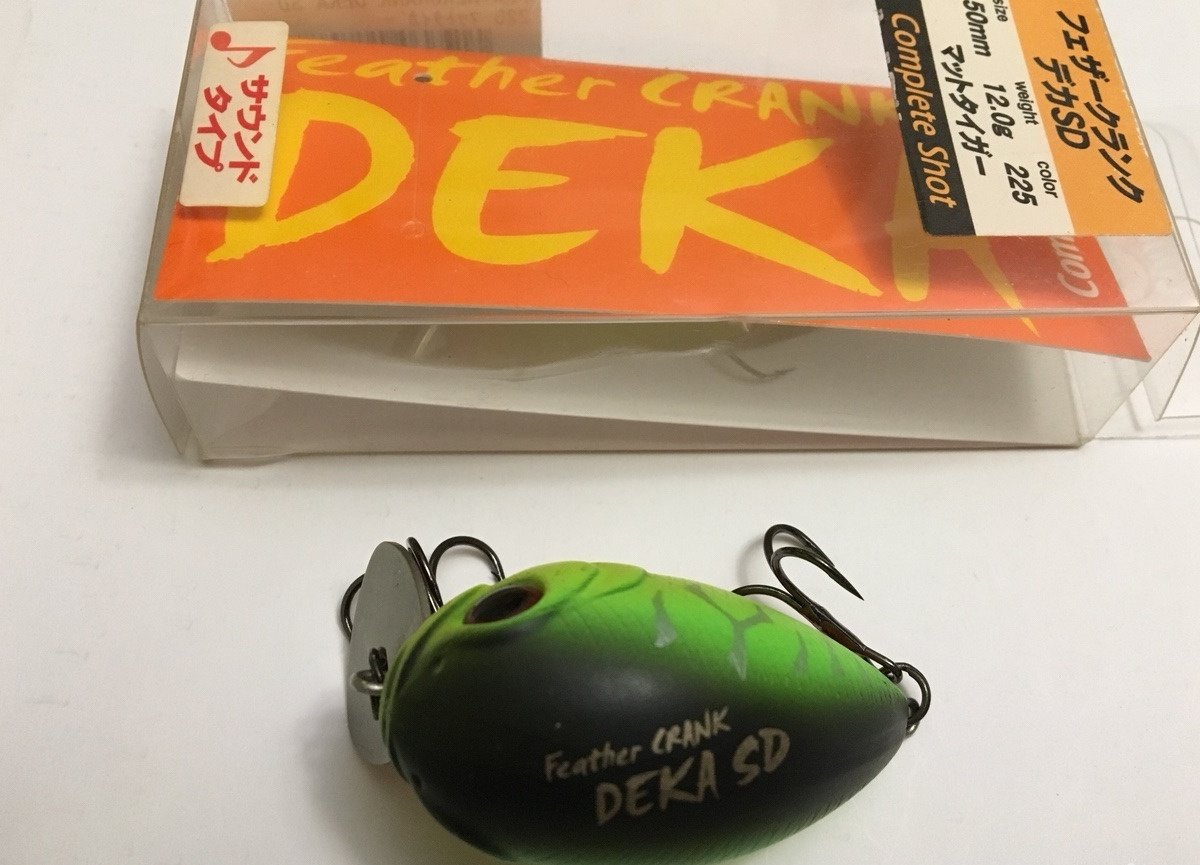 Feather CRANK
DEKA
サウンド
タイプ
フェザークランク
デカSD
size weight color
50mm 12.0g 225
マットタイガー
Complete Shot
Com
Feather CRANK
DEKA SD